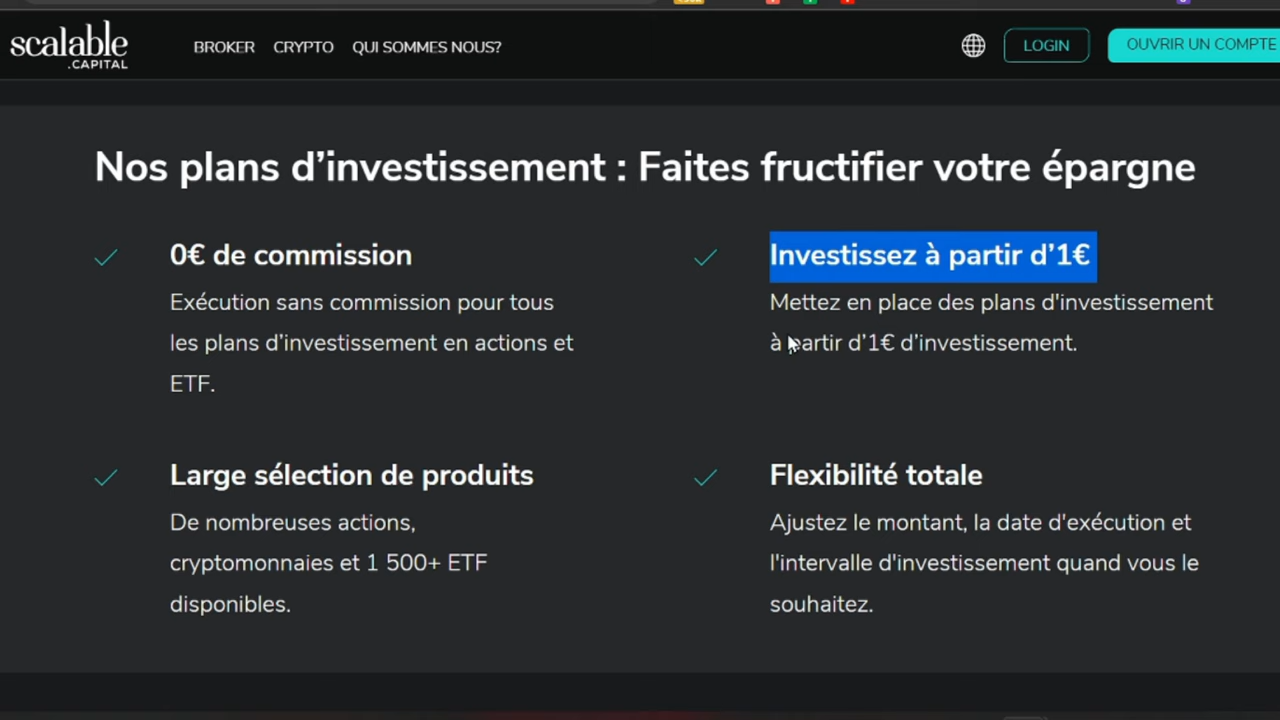 scalable
.CAPITAL
BROKER CRYPTO QUI SOMMES NOUS?
LOGIN
OUVRIR UN COMPTE
Nos plans d’investissement : Faites fructifier votre épargne
0€ de commission
Exécution sans commission pour tous
les plans d’investissement en actions et
ETF.
Investissez à partir d’1€
Mettez en place des plans d'investissement
à partir d’1€ d’investissement.
Large sélection de produits
De nombreuses actions,
cryptomonnaies et 1 500+ ETF
disponibles.
Flexibilité totale
Ajustez le montant, la date d'exécution et
l'intervalle d'investissement quand vous le
souhaitez.